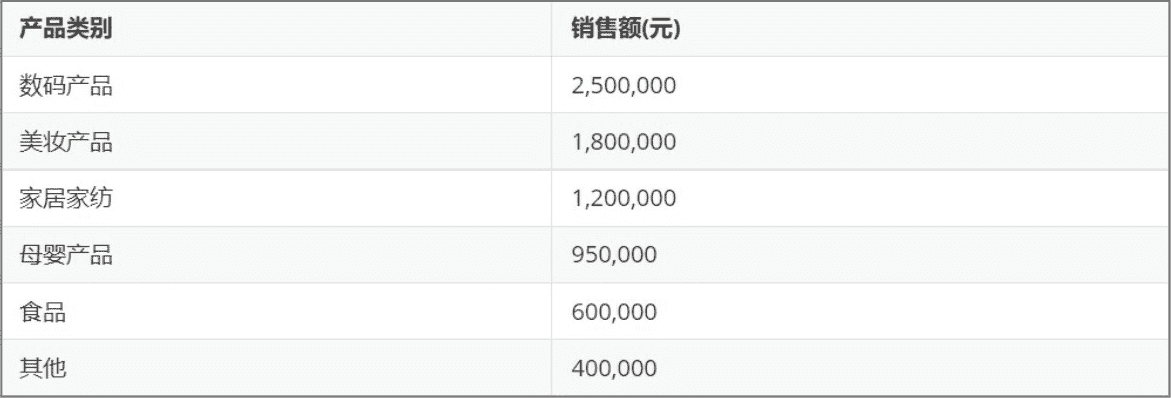 产品类别 销售额(元)
数码产品 2,500,000
美妆产品 1,800,000
家居家纺 1,200,000
母婴产品 950,000
食品 600,000
其他 400,000